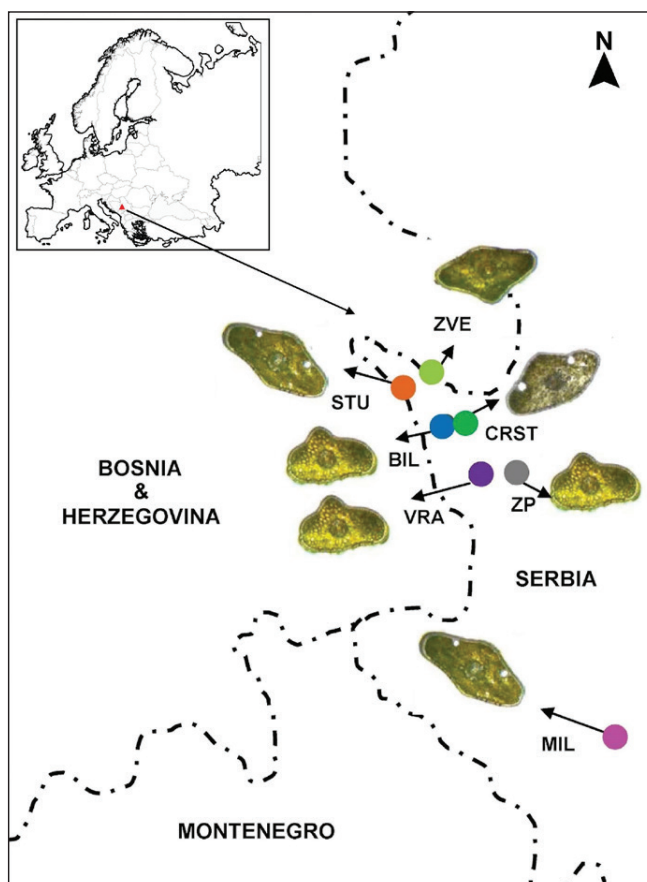 N
ZVE
STU
CRST
BIL
BOSNIA
&
HERZEGOVINA
VRA
ZP
SERBIA
MIL
MONTENEGRO